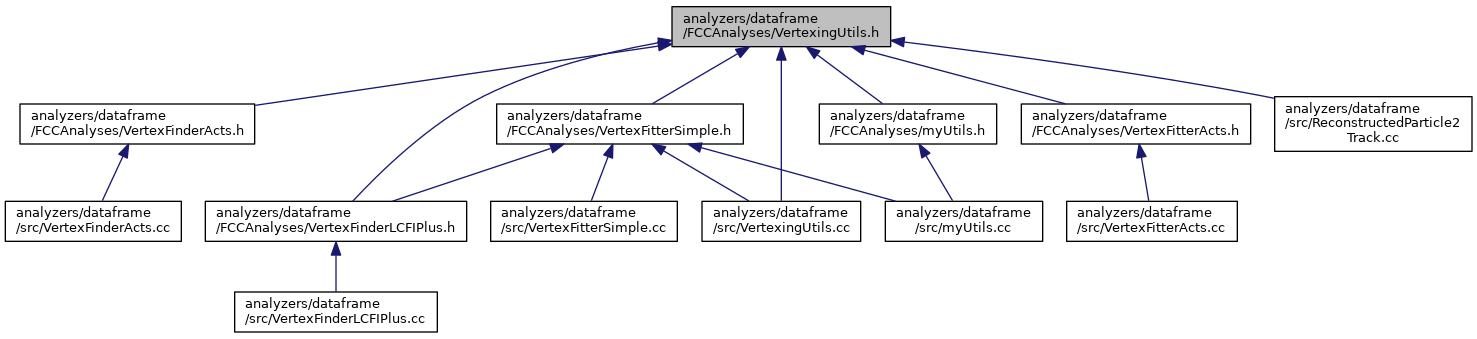 analyzers/dataframe
/FCCAnalyses/VertexingUtils.h
analyzers/dataframe
/FCCAnalyses/VertexFinderActs.h
analyzers/dataframe
/FCCAnalyses/VertexFitterSimple.h
analyzers/dataframe
/FCCAnalyses/myUtils.h
analyzers/dataframe
/FCCAnalyses/VertexFitterActs.h
analyzers/dataframe
/src/ReconstructedParticle2
Track.cc
analyzers/dataframe
/src/VertexFinderActs.cc
analyzers/dataframe
/FCCAnalyses/VertexFinderLCFIPlus.h
analyzers/dataframe
/src/VertexFitterSimple.cc
analyzers/dataframe
/src/VertexingUtils.cc
analyzers/dataframe
/src/myUtils.cc
analyzers/dataframe
/src/VertexFitterActs.cc
analyzers/dataframe
/src/VertexFinderLCFIPlus.cc